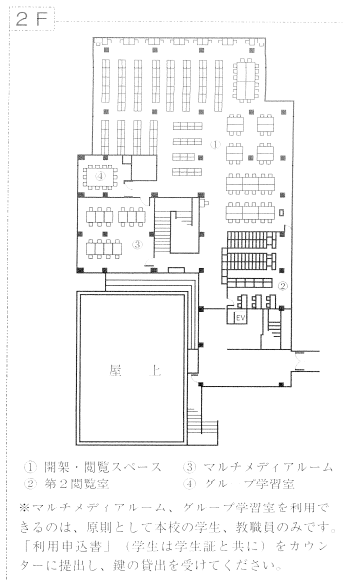 2F
①
④
③
②
EV
屋上
① 開架・閲覧スペース ③ マルチメディアルーム
② 第2閲覧室 ④ グループ学習室
※マルチメディアルーム、グループ学習室を利用で
きるのは、原則として本校の学生、教職員のみです。
「利用申込書」(学生は学生証と共に)をカウン
ターに提出し、鍵の貸出を受けてください。